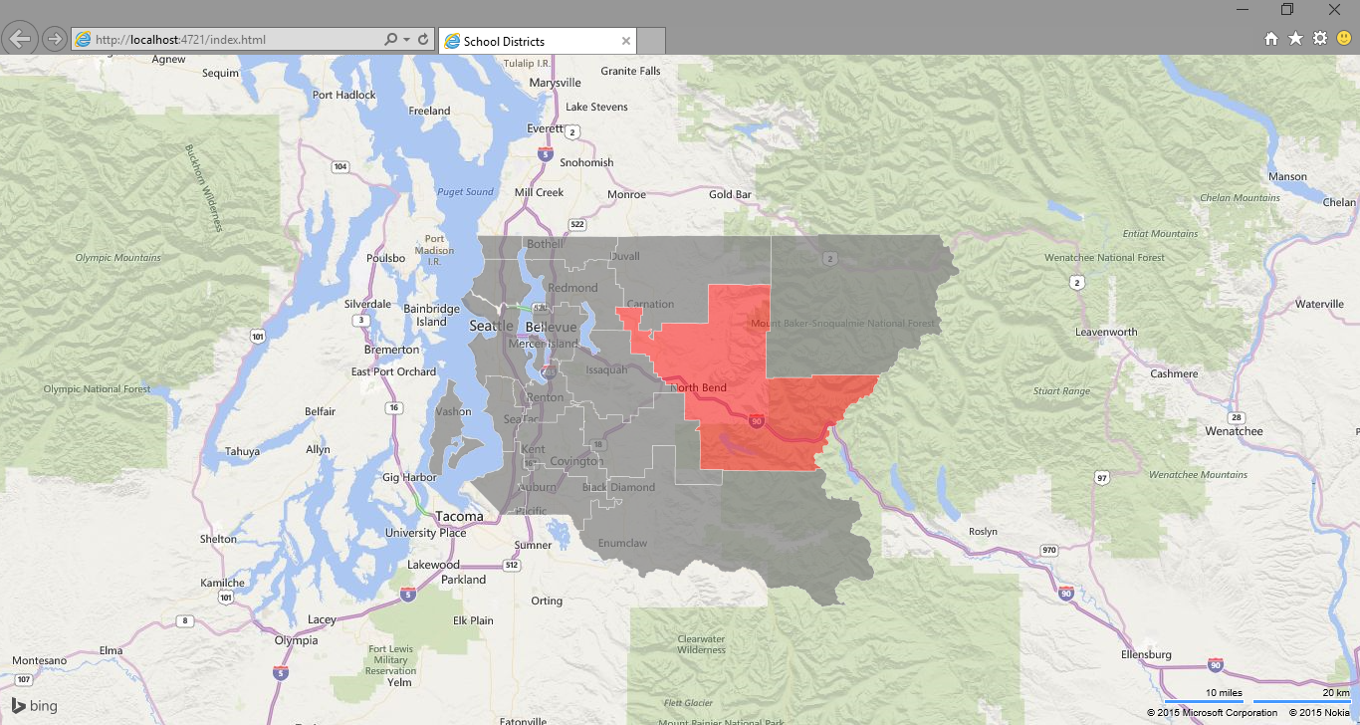 http://localhost:4721/index.html
School Districts
Agnew
Sequim
Tulalip I.R.
Granite Falls
Marysville
Port Hadlock
Freeland
Lake Stevens
Everett
2
5
Snohomish
104
Buckhorn Wilderness
Manson
Puget Sound
Mill Creek
Monroe
Gold Bar
Chelan Mountains
Chelan
522
Port
Madison
I.R.
Bothell
Duvall
Entiat Mountains
Olympic Mountains
Poulsbo
2
Wenatchee National Forest
2
Redmond
Silverdale
Bainbridge
Island
520
Carnation
Waterville
3
Seattle
Bellevue
Mount Baker-Snoqualmie National Forest
Leavenworth
101
Mercer Island
Bremerton
East Port Orchard
405
Issaquah
Cashmere
Olympic National Forest
North Bend
Stuart Range
Renton
16
Belfair
Vashon
SeaTac
90
28
Wenatchee
18
Tahuya
Allyn
Kent
Covington
167
Wenatchee Mountains
Gig Harbor
97
Auburn
Black Diamond
Tacoma
Pacific
University Place
Roslyn
Shelton
Sumner
Enumclaw
970
Lakewood
512
Parkland
Kamilche
101
5
90
Orting
8
Lacey
Elk Plain
Olympia
Clearwater
Wilderness
Elma
Fort Lewis
Military
Reservation
Ellensburg
Montesano
5
90
107
Yelm
10 miles
20 km
bing
Flett Glacier
© 2015 Microsoft Corporation
© 2015 Nokia
Eatonville
Mount Rainier National Park